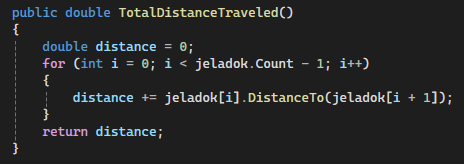 public double TotalDistanceTraveled()
{
    double distance = 0;
    for (int i = 0; i < jeladok.Count - 1; i++)
    {
        distance += jeladok[i].DistanceTo(jeladok[i + 1]);
    }
    return distance;
}